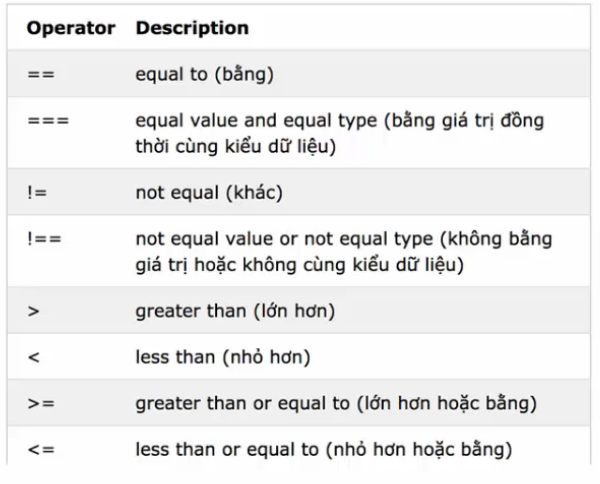 Operator Description
== equal to (bằng)
=== equal value and equal type (bằng giá trị đồng
thời cùng kiểu dữ liệu)
!= not equal (khác)
!== not equal value or not equal type (không bằng
giá trị hoặc không cùng kiểu dữ liệu)
> greater than (lớn hơn)
< less than (nhỏ hơn)
>= greater than or equal to (lớn hơn hoặc bằng)
<= less than or equal to (nhỏ hơn hoặc bằng)